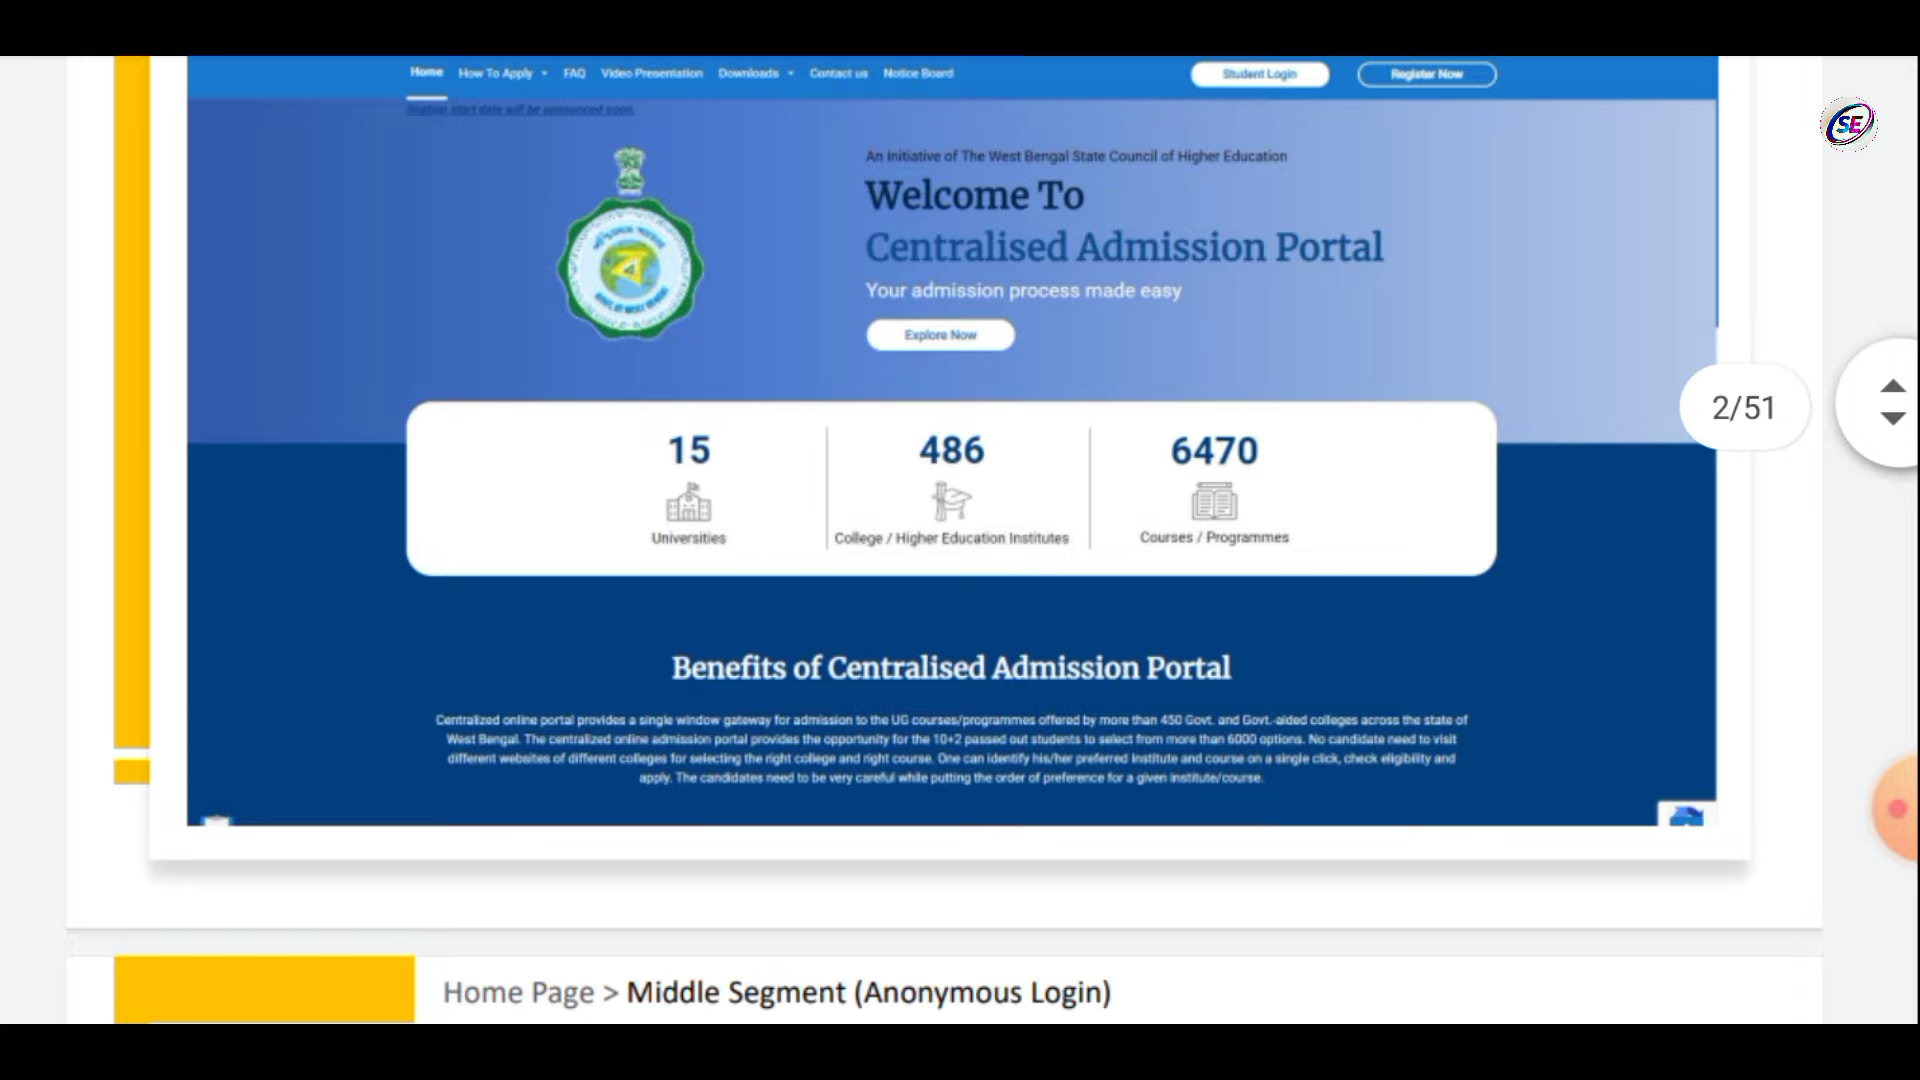 Home How To Apply FAQ Video Presentation Downloads Contact us Notice Board Student Login Register Now
start date will be announced soon.
SE
An Initiative of The West Bengal State Council of Higher Education
Welcome To
Centralised Admission Portal
Your admission process made easy
Explore Now
2/51
15 486 6470
Universities College / Higher Education Institutes Courses / Programmes
Benefits of Centralised Admission Portal
Centralized online portal provides a single window gateway for admission to the UG courses/programmes offered by more than 450 Govt. and Govt.-aided colleges across the state of
West Bengal. The centralized online admission portal provides the opportunity for the 10+2 passed out students to select from more than 6000 options. No candidate need to visit
different websites of different colleges for selecting the right college and right course. One can identify his/her preferred Institute and course on a single click, check eligibility and
apply. The candidates need to be very careful while putting the order of preference for a given institute/course.
Home Page > Middle Segment (Anonymous Login)